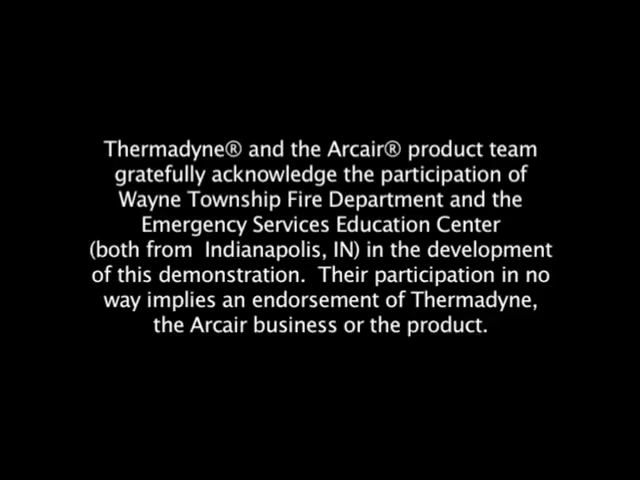 Thermadyne® and the Arcair® product team
gratefully acknowledge the participation of
Wayne Township Fire Department and the
Emergency Services Education Center
(both from  Indianapolis, IN) in the development
of this demonstration.  Their participation in no
way implies an endorsement of Thermadyne,
the Arcair business or the product.